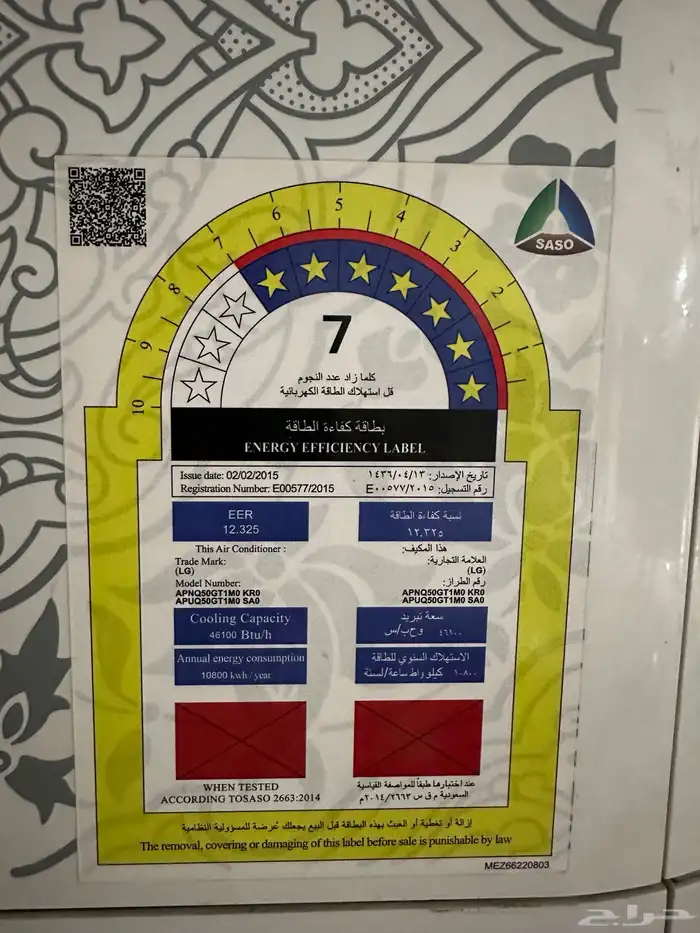 SASO
6
5
4
7
3
8
2
9
1
10
7
كلما زاد عدد النجوم
قل إستهلاك الطاقة الكهربائية
بطاقة كفاءة الطاقة
ENERGY EFFICIENCY LABEL
Issue date: 02/02/2015
تاريخ الإصدار: ١٤٣٦/٠٤/١٣
Registration Number: E00577/2015
رقم التسجيل: E٠٠٥٧٧/٢٠١٥
EER
12.325
نسبة كفاءة الطاقة
١٢.٣٢٥
This Air Conditioner :
هذا المكيف:
Trade Mark:
(LG)
العلامة التجارية:
(LG)
Model Number:
APNQ50GT1M0 KR0
APUQ50GT1M0 SA0
رقم الطراز:
APNQ50GT1M0 KR0
APUQ50GT1M0 SA0
Cooling Capacity
46100 Btu/h
سعة تبريد
٤٦١٠٠ وحب/س
Annual energy consumption
10800 kwh / year
الاستهلاك السنوي للطاقة
١٠٨٠٠ كيلو واط ساعة/لسنة
WHEN TESTED
ACCORDING TOSASO 2663:2014
عند اختبارها طبقاً للمواصفة القياسية
السعودية م ق س ٢٠١٤/٢٦٦٣م
إزالة أو تغطية أو العبث بهذه البطاقة قبل البيع يجعلك عُرضة للمسؤولية النظامية
The removal, covering or damaging of this label before sale is punishable by law
MEZ66220803
حراج